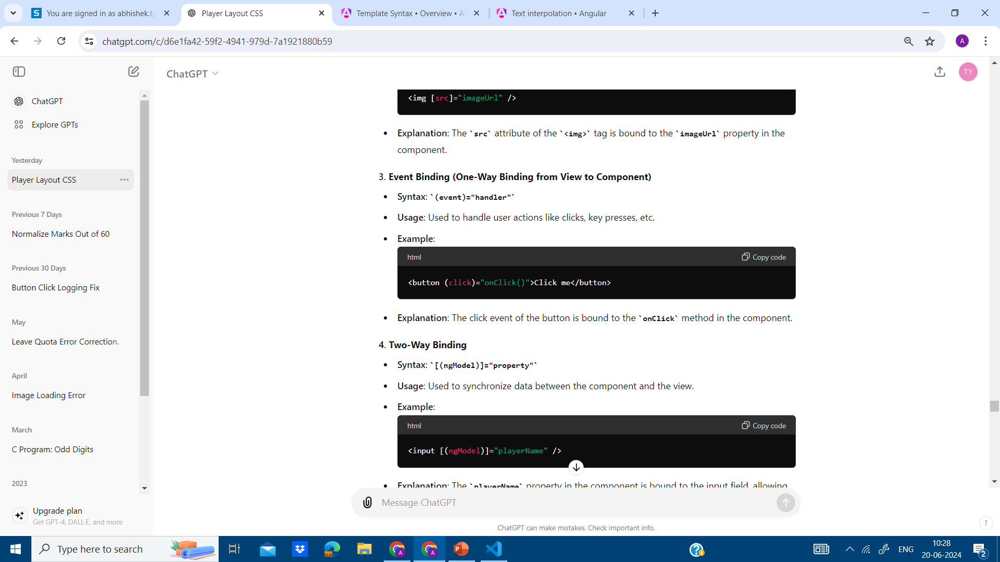 You are signed in as abhishek.ty
Player Layout CSS
Template Syntax • Overview • A
Text interpolation • Angular
chatgpt.com/c/d6e1fa42-59f2-4941-979d-7a1921880b59
A
ChatGPT
TY
ChatGPT
Explore GPTs
Yesterday
Player Layout CSS
Previous 7 Days
Normalize Marks Out of 60
Previous 30 Days
Button Click Logging Fix
May
Leave Quota Error Correction.
April
Image Loading Error
March
C Program: Odd Digits
2023
Upgrade plan
Get GPT-4, DALL·E, and more
<img [src]="imageUrl" />
• Explanation: The `src` attribute of the `<img>` tag is bound to the `imageUrl` property in the
component.
3. Event Binding (One-Way Binding from View to Component)
• Syntax: `(event)="handler"`
• Usage: Used to handle user actions like clicks, key presses, etc.
• Example:
html Copy code
<button (click)="onClick()">Click me</button>
• Explanation: The click event of the button is bound to the `onClick` method in the component.
4. Two-Way Binding
• Syntax: `[(ngModel)]="property"`
• Usage: Used to synchronize data between the component and the view.
• Example:
html Copy code
<input [(ngModel)]="playerName" />
• Explanation: The `playerName` property in the component is bound to the input field, allowing
Message ChatGPT
ChatGPT can make mistakes. Check important info.
?
Type here to search
ENG
10:28
20-06-2024
2